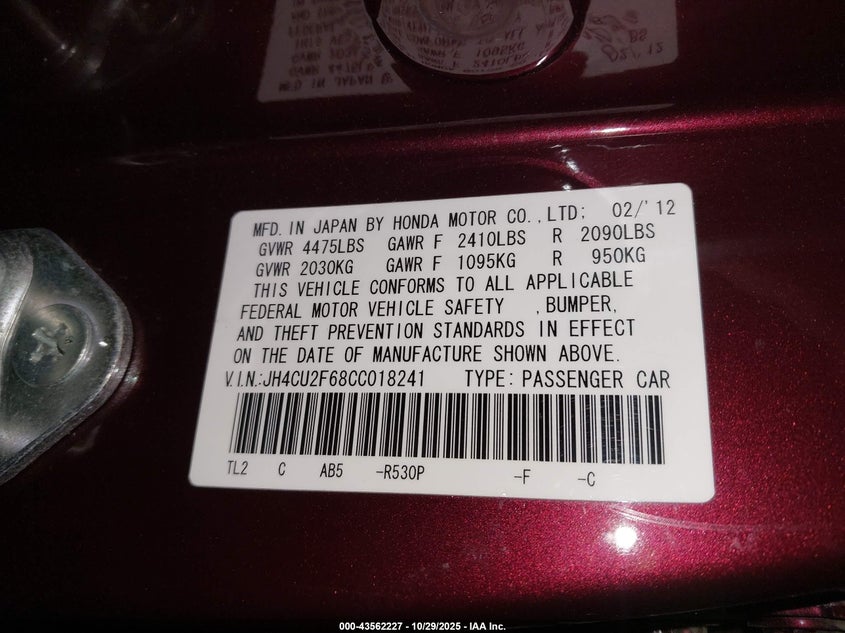 MFD. IN JAPAN BY HONDA MOTOR CO., LTD; 02/'12
GVWR 4475LBS GAWR F 2410LBS R 2090LBS
GVWR 2030KG GAWR F 1095KG R 950KG
THIS VEHICLE CONFORMS TO ALL APPLICABLE
FEDERAL MOTOR VEHICLE SAFETY , BUMPER,
AND THEFT PREVENTION STANDARDS IN EFFECT
ON THE DATE OF MANUFACTURE SHOWN ABOVE.
V.I.N.:JH4CU2F68CC018241 TYPE: PASSENGER CAR
TL2 C AB5 -R530P -F -C
000-43562227 - 10/29/2025 - IAA Inc.